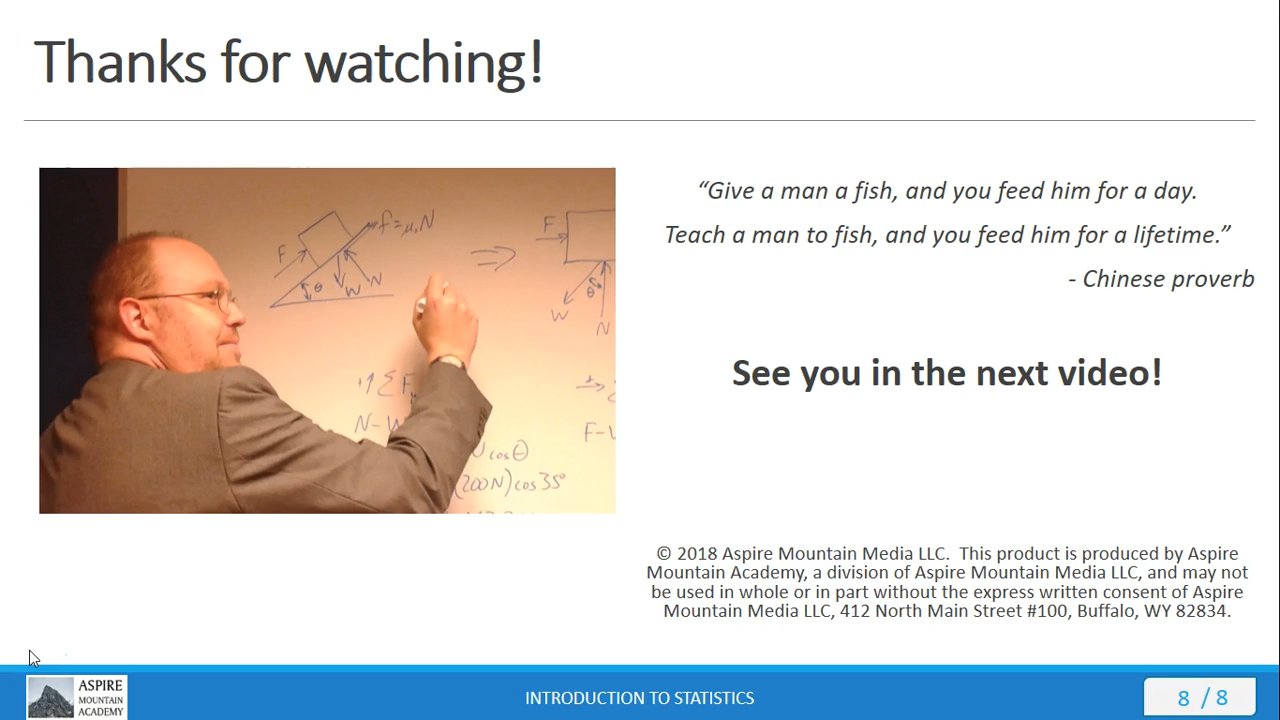 Thanks for watching!
F
θ
W
N
f=μₛN
⇒
F
W
θ
N
N-W
cosθ
(200N)cos35°
“Give a man a fish, and you feed him for a day.
Teach a man to fish, and you feed him for a lifetime.”
- Chinese proverb
See you in the next video!
© 2018 Aspire Mountain Media LLC.  This product is produced by Aspire
Mountain Academy, a division of Aspire Mountain Media LLC, and may not
be used in whole or in part without the express written consent of Aspire
Mountain Media LLC, 412 North Main Street #100, Buffalo, WY 82834.
ASPIRE
MOUNTAIN
ACADEMY
INTRODUCTION TO STATISTICS
8 / 8